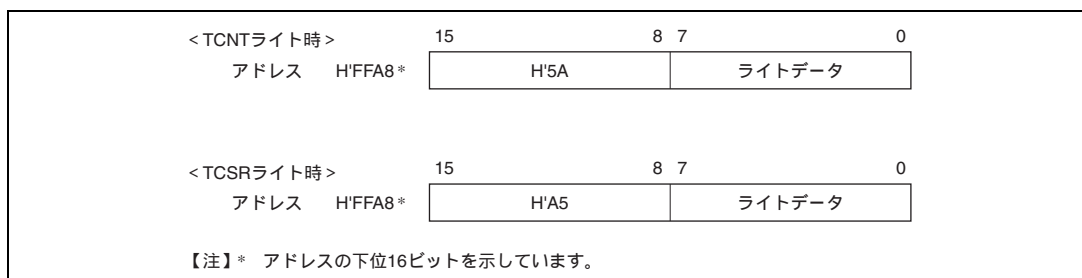 <TCNTライト時> 15 8 7 0
アドレス H'FFA8* H'5A ライトデータ
<TCSRライト時> 15 8 7 0
アドレス H'FFA8* H'A5 ライトデータ
【注】* アドレスの下位16ビットを示しています。